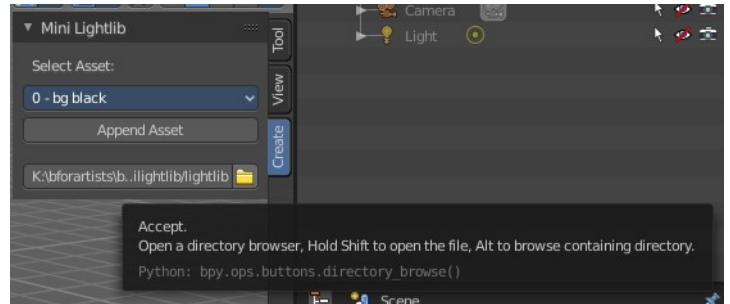 Mini Lightlib
Select Asset:
0 - bg black
Append Asset
K:\bforartists\b..ilightlib/lightlib
Tool
View
Create
Camera
Light
Accept.
Open a directory browser, Hold Shift to open the file, Alt to browse containing directory.
Python: bpy.ops.buttons.directory_browse()
Scene